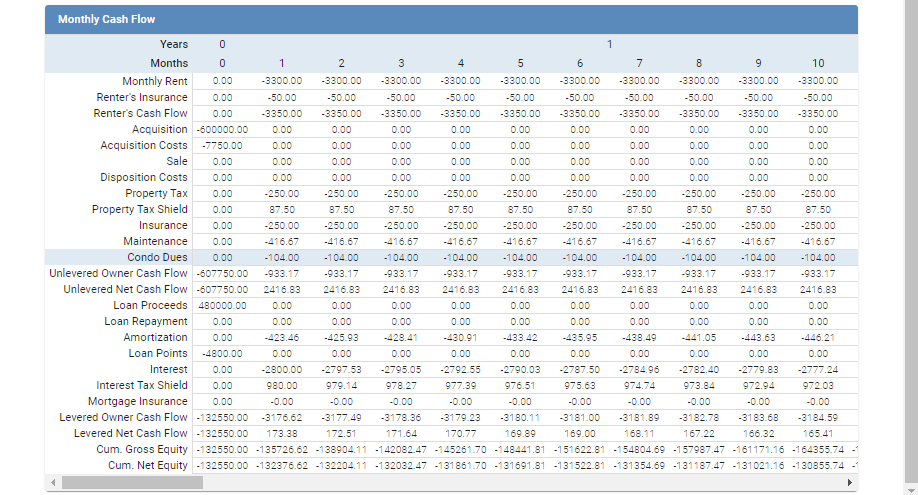 Monthly Cash Flow
Years 0 1
Months 0 1 2 3 4 5 6 7 8 9 10
Monthly Rent 0.00 -3300.00 -3300.00 -3300.00 -3300.00 -3300.00 -3300.00 -3300.00 -3300.00 -3300.00 -3300.00
Renter's Insurance 0.00 -50.00 -50.00 -50.00 -50.00 -50.00 -50.00 -50.00 -50.00 -50.00 -50.00
Renter's Cash Flow 0.00 -3350.00 -3350.00 -3350.00 -3350.00 -3350.00 -3350.00 -3350.00 -3350.00 -3350.00 -3350.00
Acquisition -600000.00 0.00 0.00 0.00 0.00 0.00 0.00 0.00 0.00 0.00 0.00
Acquisition Costs -7750.00 0.00 0.00 0.00 0.00 0.00 0.00 0.00 0.00 0.00 0.00
Sale 0.00 0.00 0.00 0.00 0.00 0.00 0.00 0.00 0.00 0.00 0.00
Disposition Costs 0.00 0.00 0.00 0.00 0.00 0.00 0.00 0.00 0.00 0.00 0.00
Property Tax 0.00 -250.00 -250.00 -250.00 -250.00 -250.00 -250.00 -250.00 -250.00 -250.00 -250.00
Property Tax Shield 0.00 87.50 87.50 87.50 87.50 87.50 87.50 87.50 87.50 87.50 87.50
Insurance 0.00 -250.00 -250.00 -250.00 -250.00 -250.00 -250.00 -250.00 -250.00 -250.00 -250.00
Maintenance 0.00 -416.67 -416.67 -416.67 -416.67 -416.67 -416.67 -416.67 -416.67 -416.67 -416.67
Condo Dues 0.00 -104.00 -104.00 -104.00 -104.00 -104.00 -104.00 -104.00 -104.00 -104.00 -104.00
Unlevered Owner Cash Flow -607750.00 -933.17 -933.17 -933.17 -933.17 -933.17 -933.17 -933.17 -933.17 -933.17 -933.17
Unlevered Net Cash Flow -607750.00 2416.83 2416.83 2416.83 2416.83 2416.83 2416.83 2416.83 2416.83 2416.83 2416.83
Loan Proceeds 480000.00 0.00 0.00 0.00 0.00 0.00 0.00 0.00 0.00 0.00 0.00
Loan Repayment 0.00 0.00 0.00 0.00 0.00 0.00 0.00 0.00 0.00 0.00 0.00
Amortization 0.00 -423.46 -425.93 -428.41 -430.91 -433.42 -435.95 -438.49 -441.05 -443.63 -446.21
Loan Points -4800.00 0.00 0.00 0.00 0.00 0.00 0.00 0.00 0.00 0.00 0.00
Interest 0.00 -2800.00 -2797.53 -2795.05 -2792.55 -2790.03 -2787.50 -2784.96 -2782.40 -2779.83 -2777.24
Interest Tax Shield 0.00 980.00 979.14 978.27 977.39 976.51 975.63 974.74 973.84 972.94 972.03
Mortgage Insurance 0.00 -0.00 -0.00 -0.00 -0.00 -0.00 -0.00 -0.00 -0.00 -0.00 -0.00
Levered Owner Cash Flow -132550.00 -3176.62 -3177.49 -3178.36 -3179.23 -3180.11 -3181.00 -3181.89 -3182.78 -3183.68 -3184.59
Levered Net Cash Flow -132550.00 173.38 172.51 171.64 170.77 169.89 169.00 168.11 167.22 166.32 165.41
Cum. Gross Equity -132550.00 -135726.62 -138904.11 -142082.47 -145261.70 -148441.81 -151622.81 -154804.69 -157987.47 -161171.16 -164355.74
Cum. Net Equity -132550.00 -132376.62 -132204.11 -132032.47 -131861.70 -131691.81 -131522.81 -131354.69 -131187.47 -131021.16 -130855.74